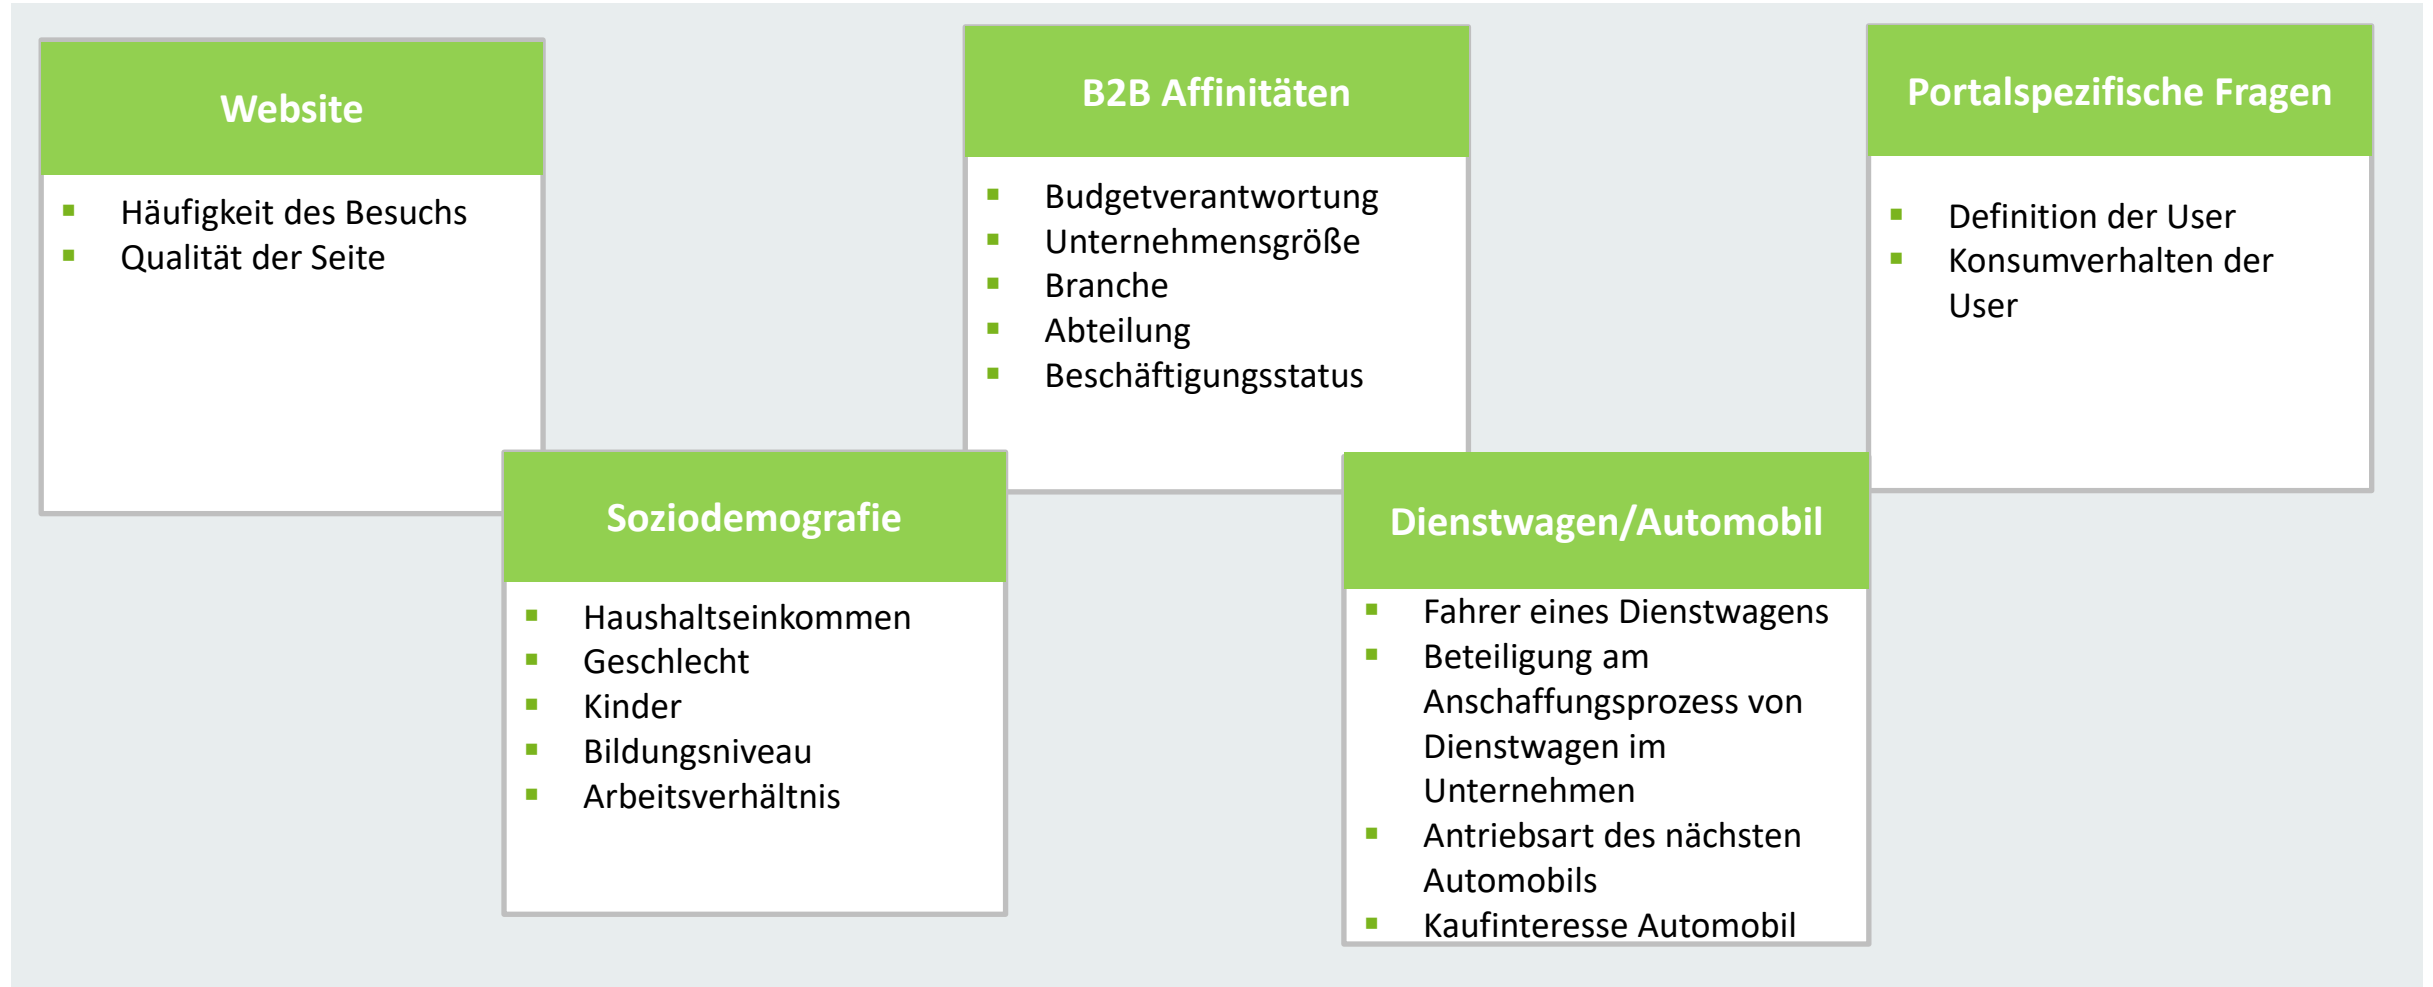 Website
Häufigkeit des Besuchs
Qualität der Seite
Soziodemografie
Haushaltseinkommen
Geschlecht
Kinder
Bildungsniveau
Arbeitsverhältnis
B2B Affinitäten
Budgetverantwortung
Unternehmensgröße
Branche
Abteilung
Beschäftigungsstatus
Dienstwagen/Automobil
Fahrer eines Dienstwagens
Beteiligung am
Anschaffungsprozess von
Dienstwagen im
Unternehmen
Antriebsart des nächsten
Automobils
Kaufinteresse Automobil
Portalspezifische Fragen
Definition der User
Konsumverhalten der
User